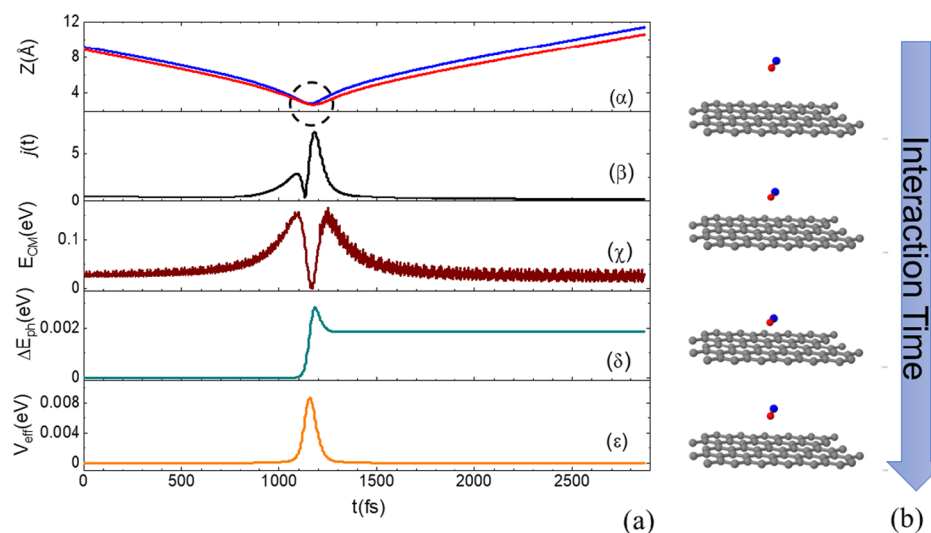 12
8
4
Z(Å)
(α)
5
0
j(t)
(β)
0.1
0
E_CM(eV)
(χ)
0.002
0
ΔE_ph(eV)
(δ)
0.008
0.004
0
V_eff(eV)
(ε)
0 500 1000 1500 2000 2500
t(fs)
(a)
Interaction Time
(b)